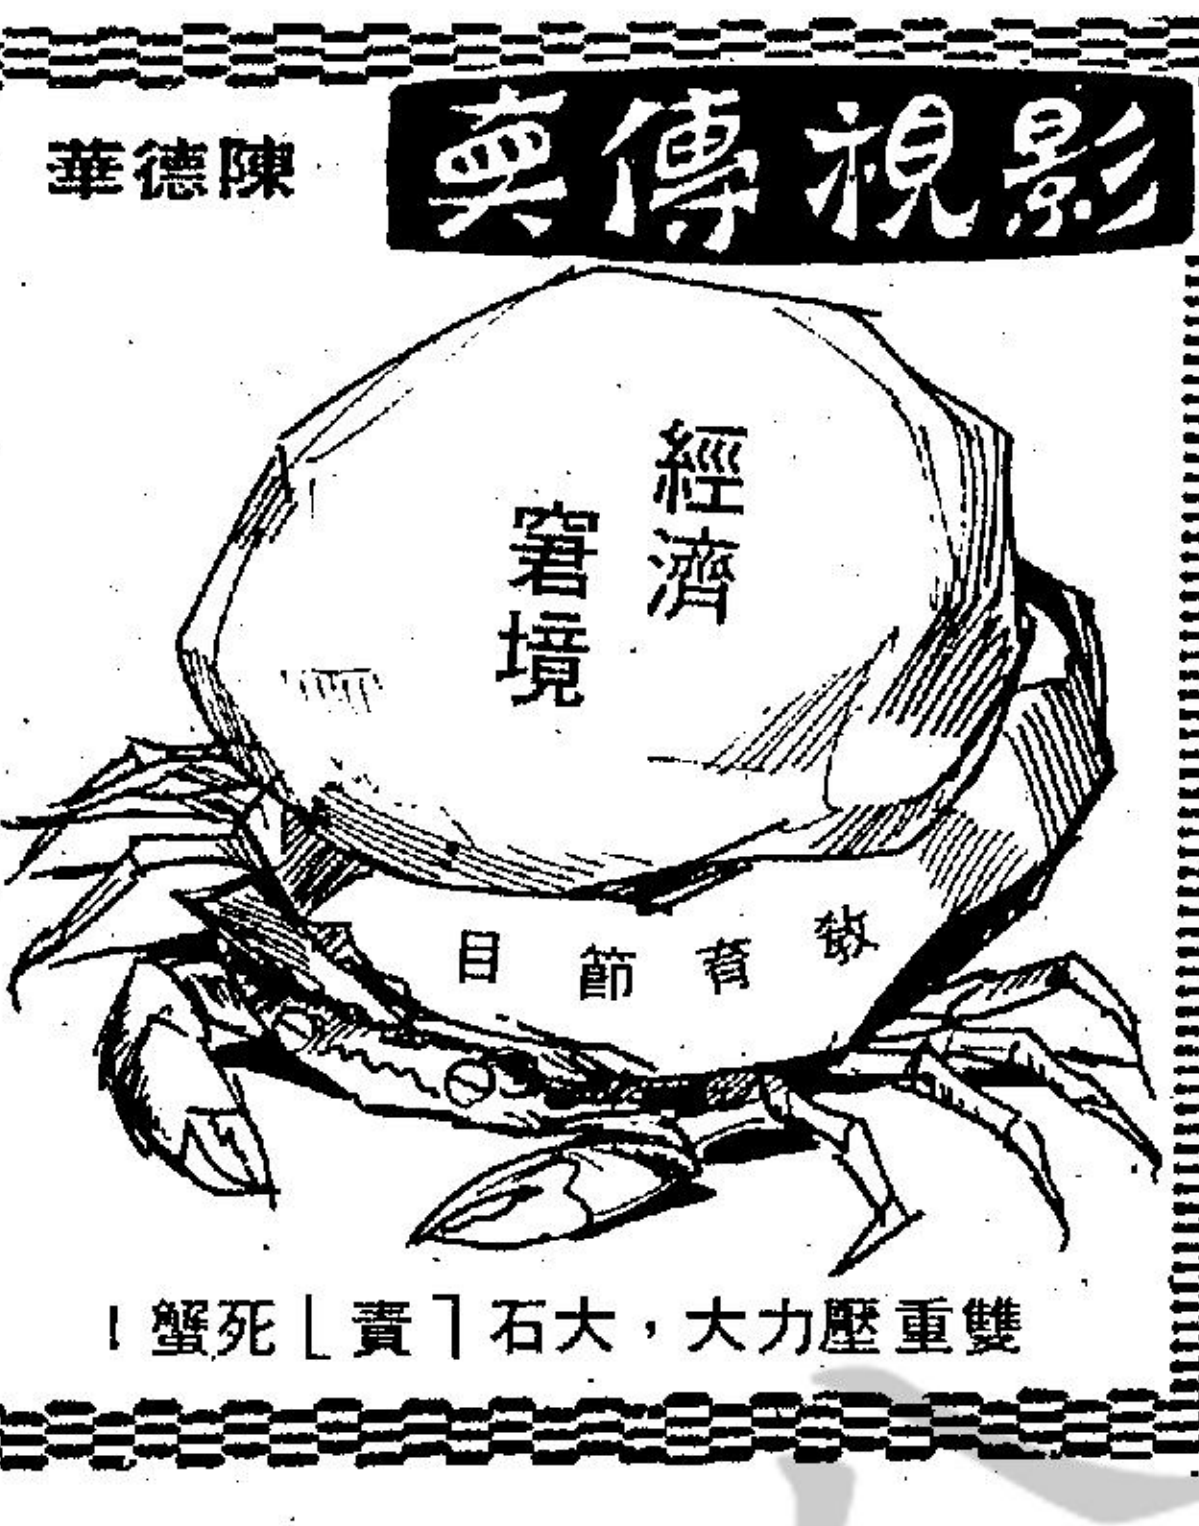 影視傳真
陳德華
經濟
窘境
教育節目
雙重壓力大，大石「責」死蟹！